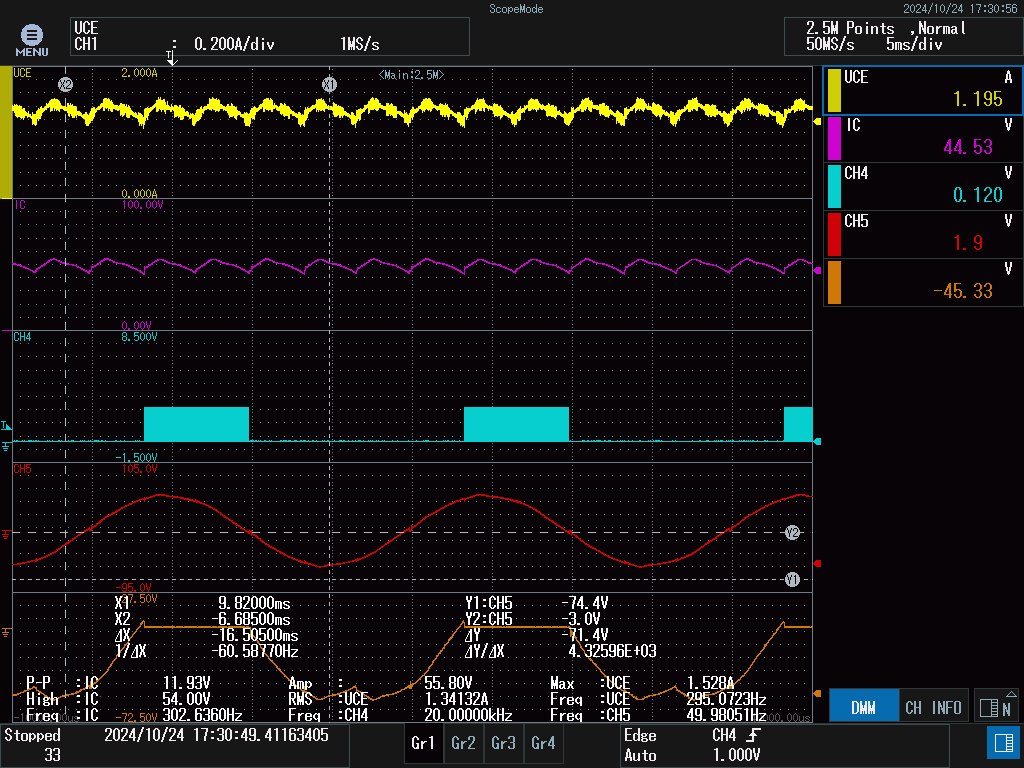 ScopeMode
2024/10/24 17:30:56
MENU
UCE
CH1 : 0.200A/div 1MS/s
2.5M Points ,Normal
50MS/s 5ms/div
T
UCE 2.000A <Main:2.5M>
X2 X1
0.000A
IC 100.00V
0.00V
CH4 8.500V
T
-1.500V
CH5 105.0V
Y2
Y1
-95.0V
X1 9.82000ms Y1:CH5 -74.4V
X2 -6.68500ms Y2:CH5 -3.0V
ΔX -16.50500ms ΔY -71.4V
1/ΔX -60.58770Hz ΔY/ΔX 4.32596E+03
P-P :IC 11.93V Amp : 55.80V Max :UCE 1.528A
High :IC 54.00V RMS :UCE 1.34132A Freq :UCE 295.0723Hz
Freq :IC 302.6360Hz Freq :CH4 20.00000kHz Freq :CH5 49.98051Hz
-72.50V
UCE A
1.195
IC V
44.53
CH4 V
0.120
CH5 V
1.9
V
-45.33
DMM CH INFO N
Stopped
33
2024/10/24 17:30:49.41163405
Gr1 Gr2 Gr3 Gr4
Edge CH4
Auto 1.000V